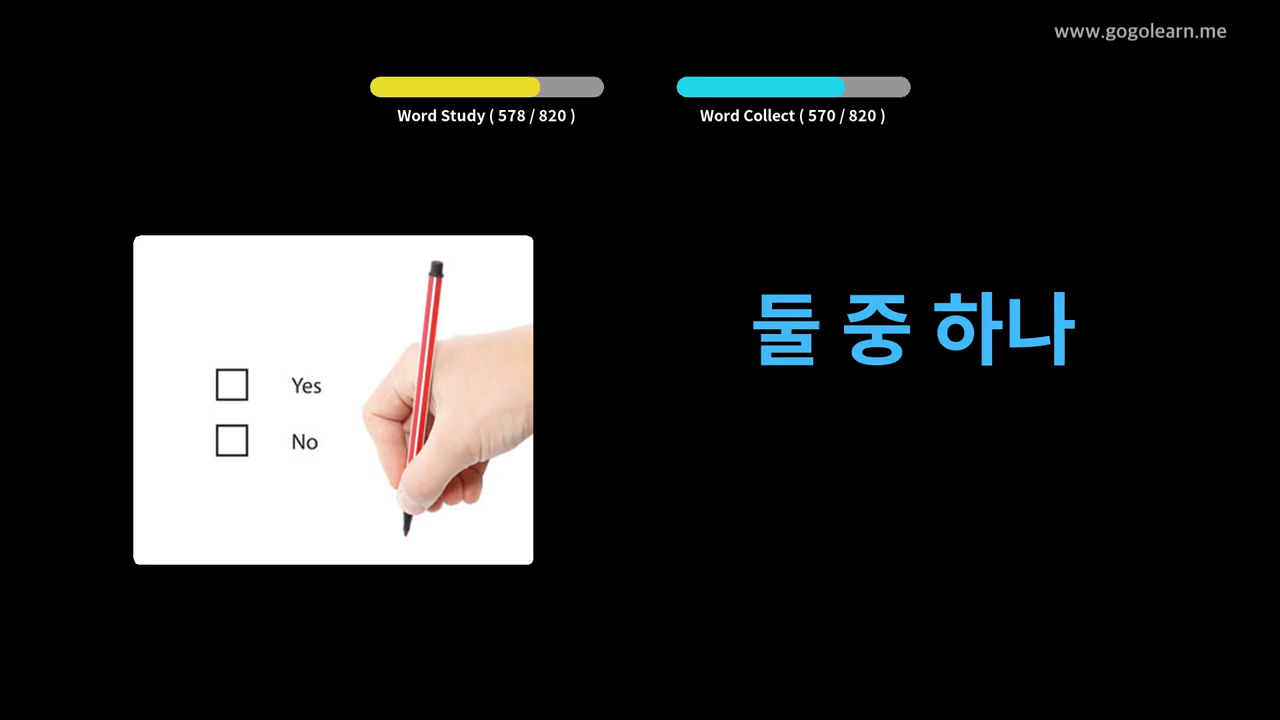 www.gogolearn.me
Word Study ( 578 / 820 )
Word Collect ( 570 / 820 )
둘 중 하나
Yes
No